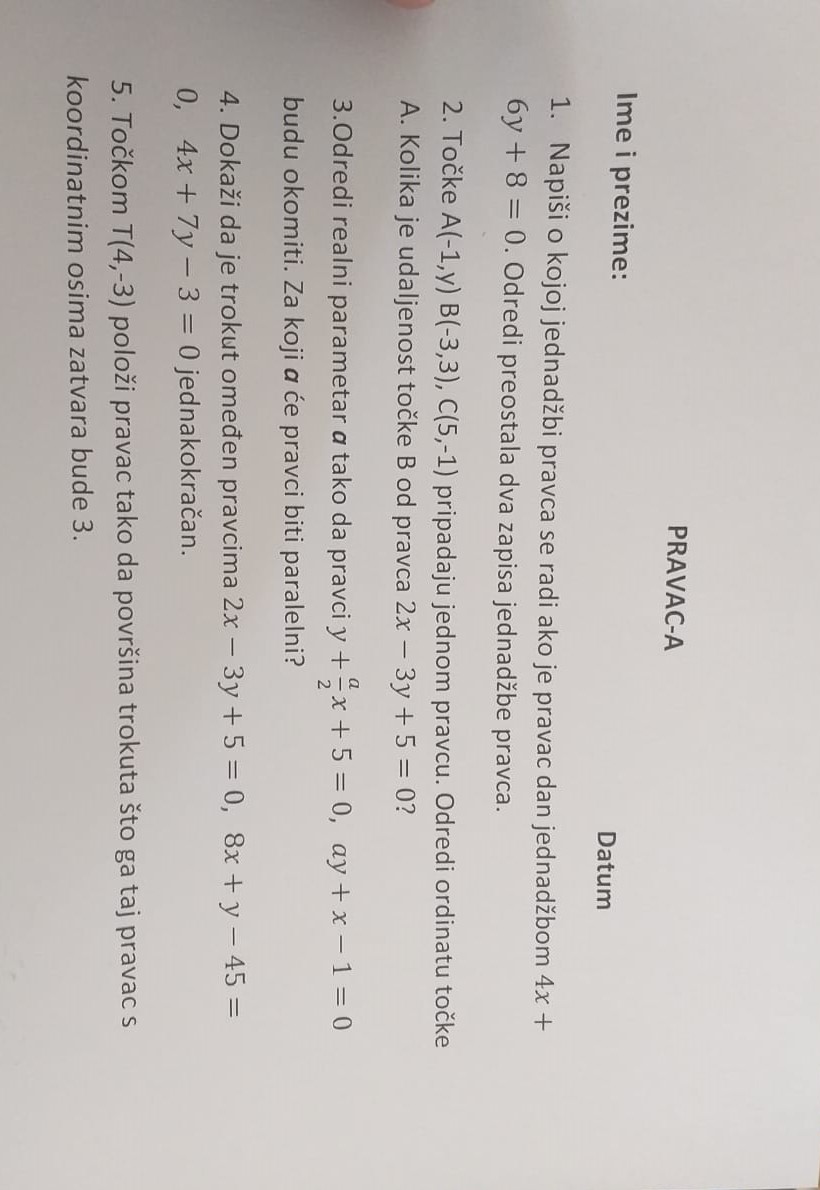 PRAVAC-A
Ime i prezime: Datum
1. Napiši o kojoj jednadžbi pravca se radi ako je pravac dan jednadžbom 4x +
6y + 8 = 0. Odredi preostala dva zapisa jednadžbe pravca.
2. Točke A(-1,y) B(-3,3), C(5,-1) pripadaju jednom pravcu. Odredi ordinatu točke
A. Kolika je udaljenost točke B od pravca 2x − 3y + 5 = 0?
3.Odredi realni parametar a tako da pravci y + a/2 x + 5 = 0, ay + x − 1 = 0
budu okomiti. Za koji a će pravci biti paralelni?
4. Dokaži da je trokut omeđen pravcima 2x − 3y + 5 = 0, 8x + y − 45 =
0, 4x + 7y − 3 = 0 jednakokračan.
5. Točkom T(4,-3) položi pravac tako da površina trokuta što ga taj pravac s
koordinatnim osima zatvara bude 3.